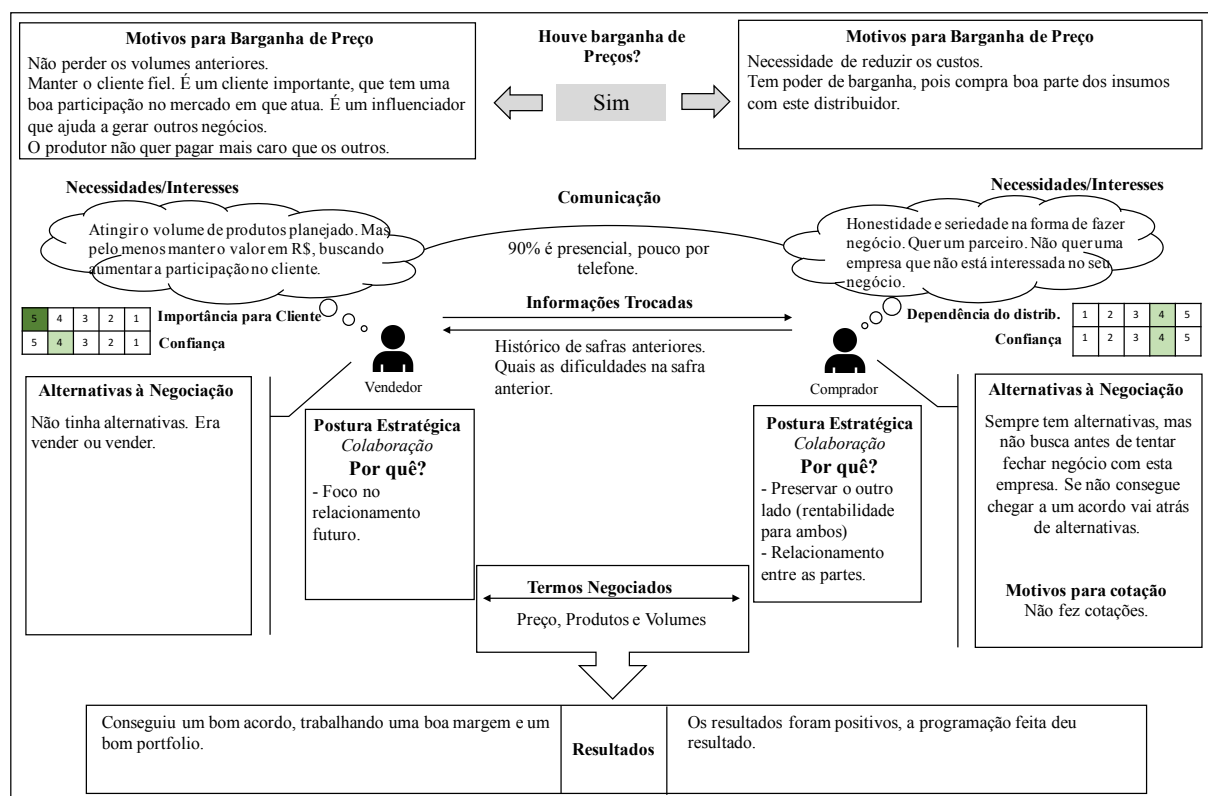 Motivos para Barganha de Preço
Não perder os volumes anteriores.
Manter o cliente fiel. É um cliente importante, que tem uma
boa participação no mercado em que atua. É um influenciador
que ajuda a gerar outros negócios.
O produtor não quer pagar mais caro que os outros.
Houve barganha de
Preços?
Sim
Motivos para Barganha de Preço
Necessidade de reduzir os custos.
Tem poder de barganha, pois compra boa parte dos insumos
com este distribuidor.
Necessidades/Interesses
Atingir o volume de produtos planejado. Mas
pelo menos manter o valor em R$, buscando
aumentar a participação no cliente.
Comunicação
90% é presencial, pouco por
telefone.
Necessidades/Interesses
Honestidade e seriedade na forma de fazer
negócio. Quer um parceiro. Não quer uma
empresa que não está interessada no seu
negócio.
5 4 3 2 1 Importância para Cliente
5 4 3 2 1 Confiança
Vendedor
Informações Trocadas
Histórico de safras anteriores.
Quais as dificuldades na safra
anterior.
Dependência do distrib. 1 2 3 4 5
Confiança 1 2 3 4 5
Comprador
Alternativas à Negociação
Não tinha alternativas. Era
vender ou vender.
Postura Estratégica
Colaboração
Por quê?
- Foco no
relacionamento
futuro.
Postura Estratégica
Colaboração
Por quê?
- Preservar o outro
lado (rentabilidade
para ambos)
- Relacionamento
entre as partes.
Alternativas à Negociação
Sempre tem alternativas, mas
não busca antes de tentar
fechar negócio com esta
empresa. Se não consegue
chegar a um acordo vai atrás
de alternativas.
Motivos para cotação
Não fez cotações.
Termos Negociados
Preço, Produtos e Volumes
Conseguiu um bom acordo, trabalhando uma boa margem e um
bom portfolio.
Resultados
Os resultados foram positivos, a programação feita deu
resultado.